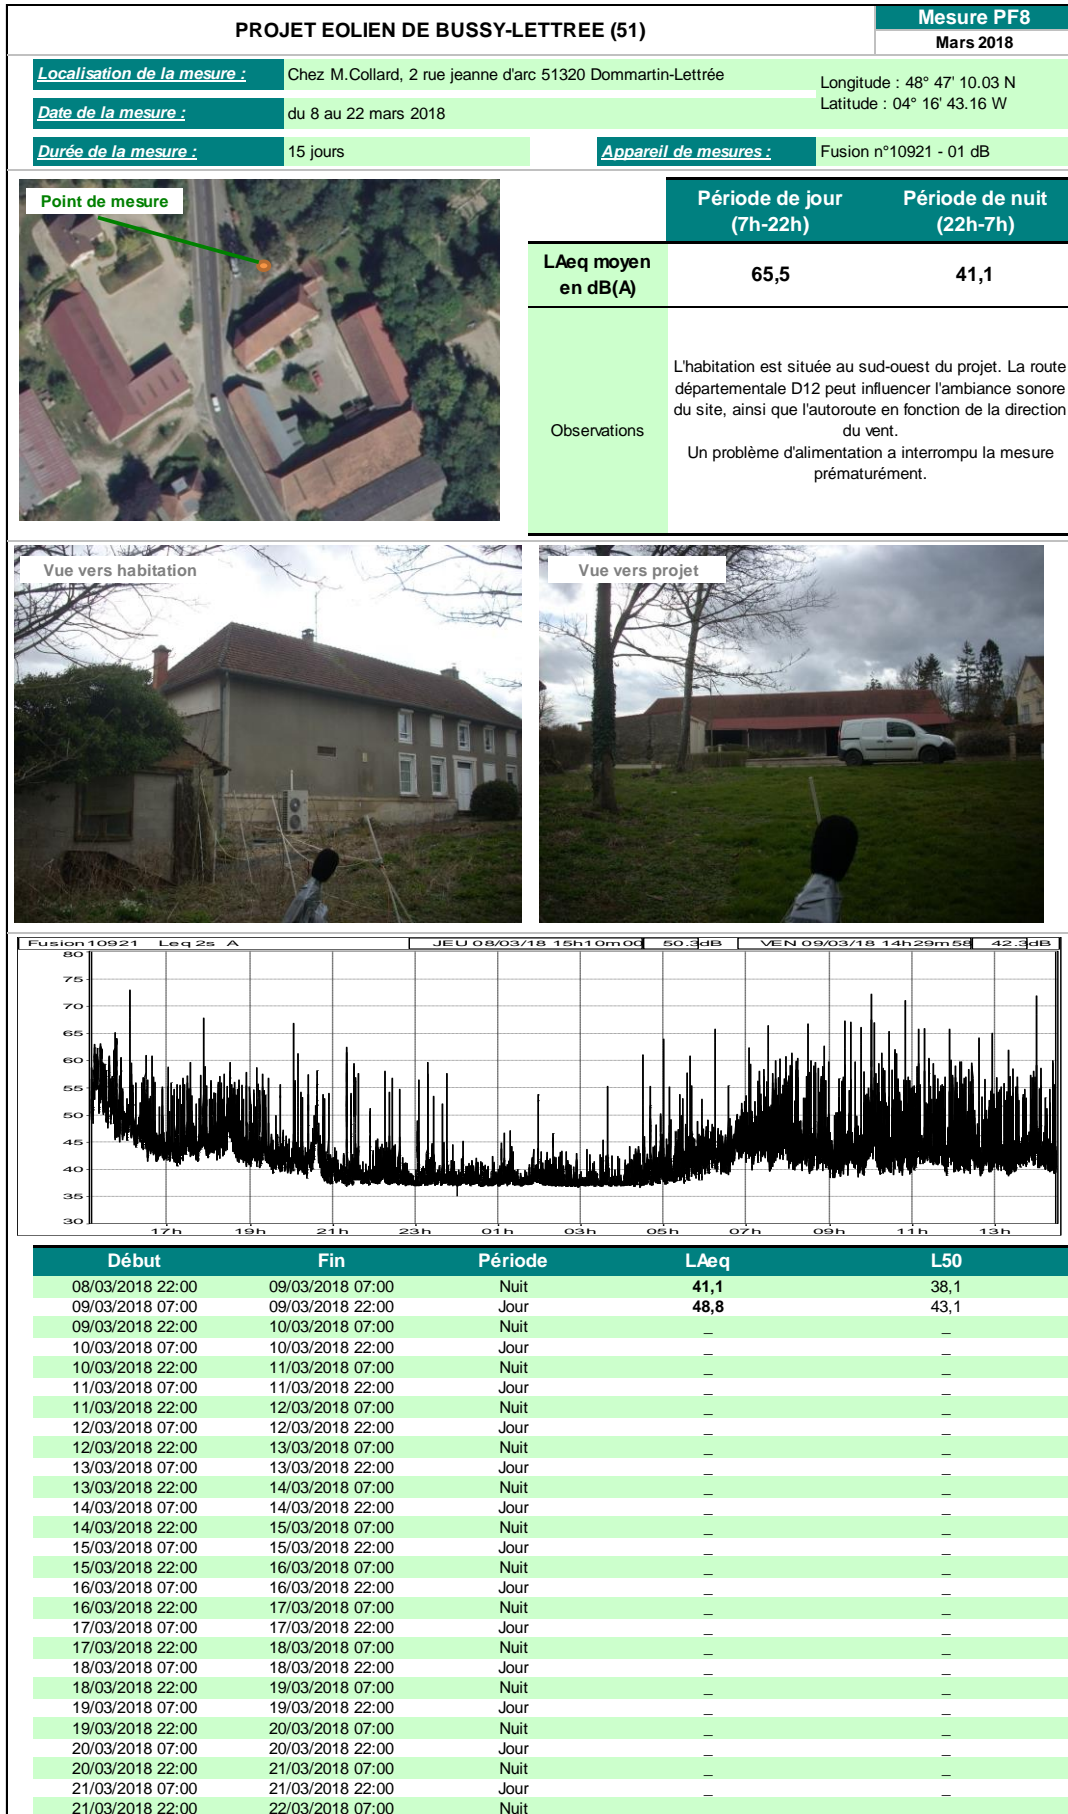 PROJET EOLIEN DE BUSSY-LETTREE (51)
Mesure PF8
Mars 2018
Localisation de la mesure :
Chez M.Collard, 2 rue jeanne d'arc 51320 Dommartin-Lettrée
Longitude : 48° 47' 10.03 N
Latitude : 04° 16' 43.16 W
Date de la mesure :
du 8 au 22 mars 2018
Durée de la mesure :
15 jours
Appareil de mesures :
Fusion n°10921 - 01 dB
Point de mesure
Période de jour
(7h-22h)
Période de nuit
(22h-7h)
LAeq moyen
en dB(A)
65,5
41,1
Observations
L'habitation est située au sud-ouest du projet. La route
départementale D12 peut influencer l'ambiance sonore
du site, ainsi que l'autoroute en fonction de la direction
du vent.
Un problème d'alimentation a interrompu la mesure
prématurément.
Vue vers habitation
Vue vers projet
Fusion10921 Leq 2s A
JEU 08/03/18 15h10m00 50.3dB
VEN 09/03/18 14h29m58 42.3dB
80
75
70
65
60
55
50
45
40
35
30
17h 19h 21h 23h 01h 03h 05h 07h 09h 11h 13h
Début Fin Période LAeq L50
08/03/2018 22:00 09/03/2018 07:00 Nuit 41,1 38,1
09/03/2018 07:00 09/03/2018 22:00 Jour 48,8 43,1
09/03/2018 22:00 10/03/2018 07:00 Nuit _ _
10/03/2018 07:00 10/03/2018 22:00 Jour _ _
10/03/2018 22:00 11/03/2018 07:00 Nuit _ _
11/03/2018 07:00 11/03/2018 22:00 Jour _ _
11/03/2018 22:00 12/03/2018 07:00 Nuit _ _
12/03/2018 07:00 12/03/2018 22:00 Jour _ _
12/03/2018 22:00 13/03/2018 07:00 Nuit _ _
13/03/2018 07:00 13/03/2018 22:00 Jour _ _
13/03/2018 22:00 14/03/2018 07:00 Nuit _ _
14/03/2018 07:00 14/03/2018 22:00 Jour _ _
14/03/2018 22:00 15/03/2018 07:00 Nuit _ _
15/03/2018 07:00 15/03/2018 22:00 Jour _ _
15/03/2018 22:00 16/03/2018 07:00 Nuit _ _
16/03/2018 07:00 16/03/2018 22:00 Jour _ _
16/03/2018 22:00 17/03/2018 07:00 Nuit _ _
17/03/2018 07:00 17/03/2018 22:00 Jour _ _
17/03/2018 22:00 18/03/2018 07:00 Nuit _ _
18/03/2018 07:00 18/03/2018 22:00 Jour _ _
18/03/2018 22:00 19/03/2018 07:00 Nuit _ _
19/03/2018 07:00 19/03/2018 22:00 Jour _ _
19/03/2018 22:00 20/03/2018 07:00 Nuit _ _
20/03/2018 07:00 20/03/2018 22:00 Jour _ _
20/03/2018 22:00 21/03/2018 07:00 Nuit _ _
21/03/2018 07:00 21/03/2018 22:00 Jour _ _
21/03/2018 22:00 22/03/2018 07:00 Nuit